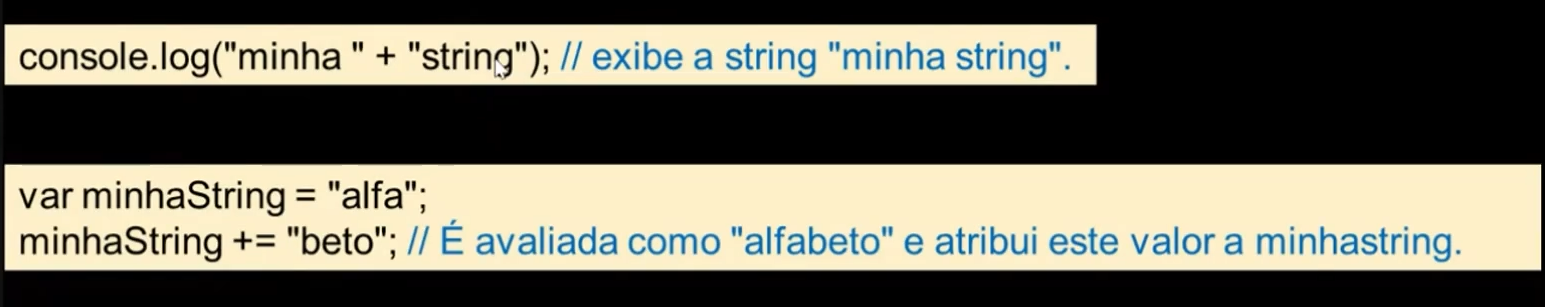 console.log("minha " + "string"); // exibe a string "minha string".
var minhaString = "alfa";
minhaString += "beto"; // É avaliada como "alfabeto" e atribui este valor a minhastring.